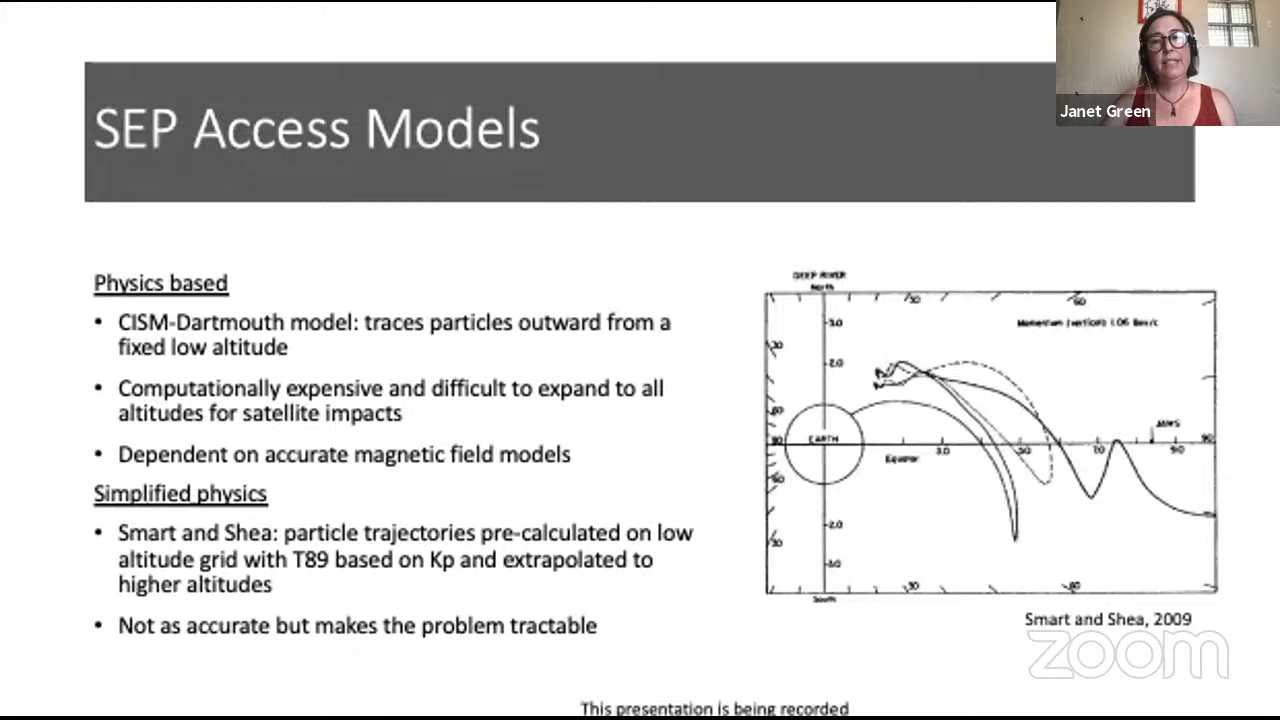 SEP Access Models
Janet Green
Physics based
• CISM-Dartmouth model: traces particles outward from a
fixed low altitude
• Computationally expensive and difficult to expand to all
altitudes for satellite impacts
• Dependent on accurate magnetic field models
Simplified physics
• Smart and Shea: particle trajectories pre-calculated on low
altitude grid with T89 based on Kp and extrapolated to
higher altitudes
• Not as accurate but makes the problem tractable
DEEP RIVER
North
EARTH
Equator
South
Smart and Shea, 2009
zoom
This presentation is being recorded